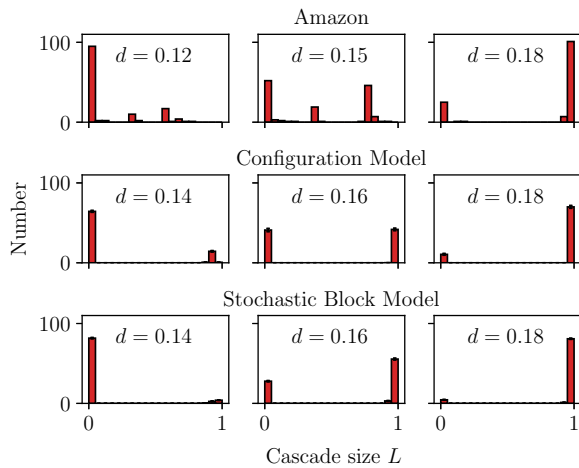 Amazon
100
0
d = 0.12
d = 0.15
d = 0.18
Configuration Model
100
0
d = 0.14
d = 0.16
d = 0.18
Number
Stochastic Block Model
100
0
d = 0.14
d = 0.16
d = 0.18
0 1 0 1 0 1
Cascade size L